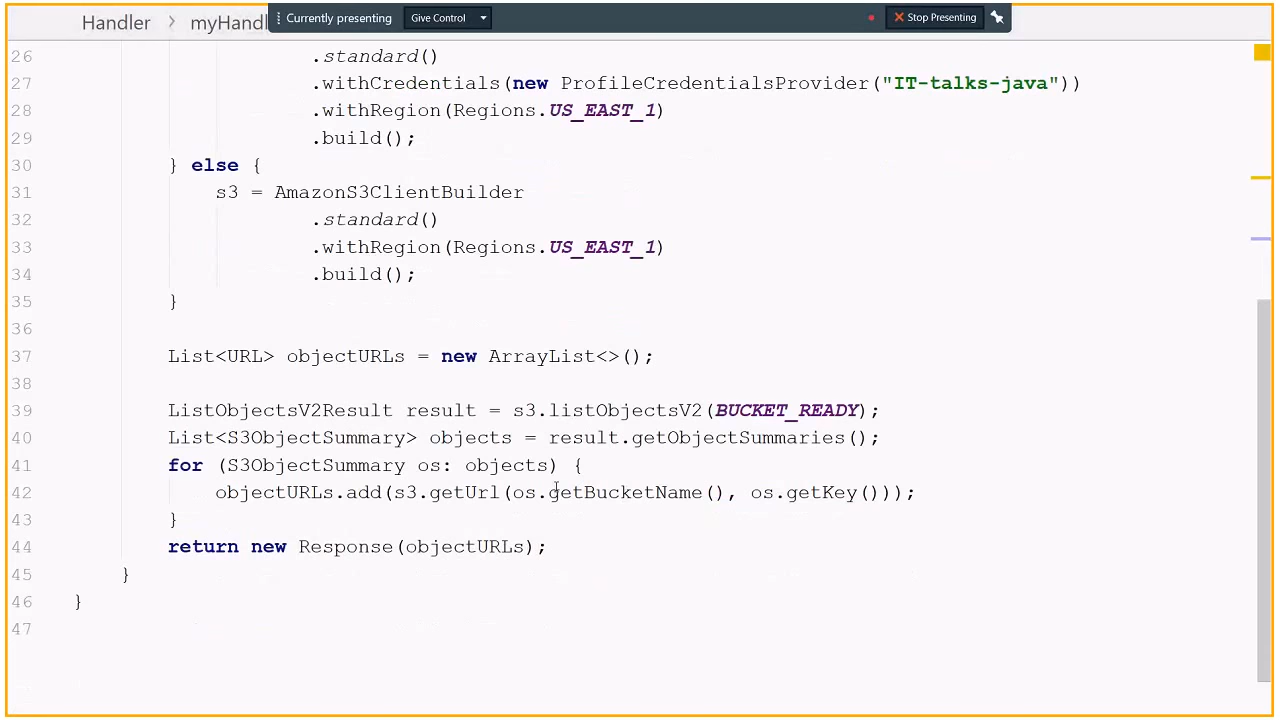 Handler > myHandl
Currently presenting Give Control Stop Presenting
26 .standard()
27 .withCredentials(new ProfileCredentialsProvider("IT-talks-java"))
28 .withRegion(Regions.US_EAST_1)
29 .build();
30 } else {
31 s3 = AmazonS3ClientBuilder
32 .standard()
33 .withRegion(Regions.US_EAST_1)
34 .build();
35 }
36
37 List<URL> objectURLs = new ArrayList<>();
38
39 ListObjectsV2Result result = s3.listObjectsV2(BUCKET_READY);
40 List<S3ObjectSummary> objects = result.getObjectSummaries();
41 for (S3ObjectSummary os: objects) {
42 objectURLs.add(s3.getUrl(os.getBucketName(), os.getKey()));
43 }
44 return new Response(objectURLs);
45 }
46 }
47